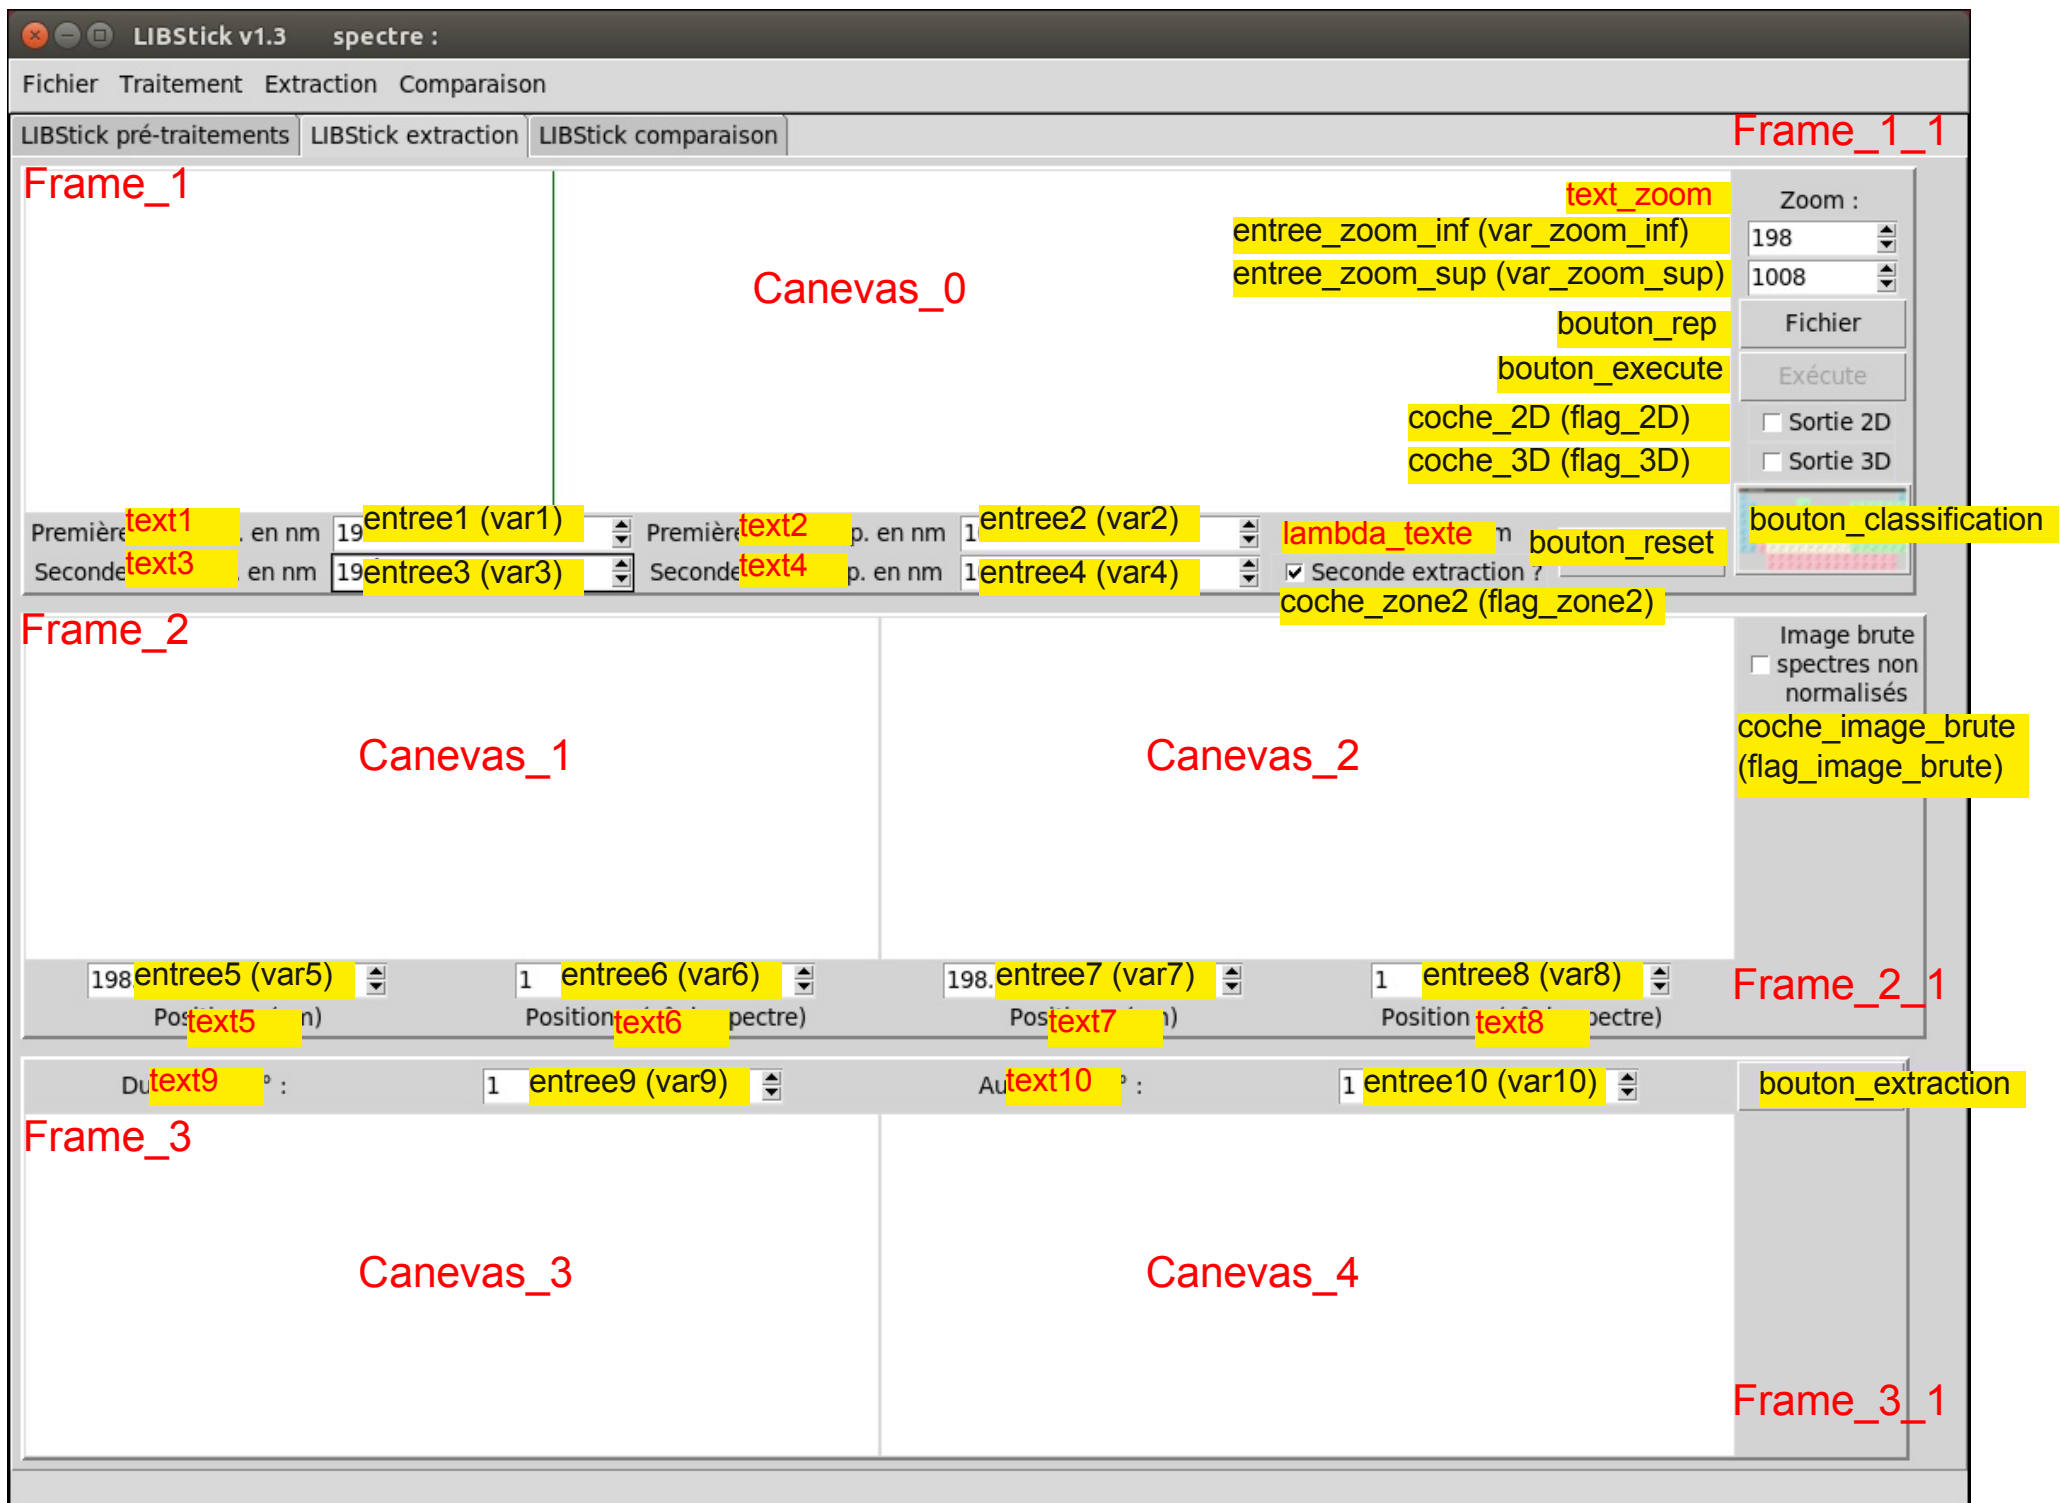 LIBStick v1.3 spectre :
Fichier Traitement Extraction Comparaison
LIBStick pré-traitements LIBStick extraction LIBStick comparaison Frame_1_1
Frame_1
text_zoom Zoom :
entree_zoom_inf (var_zoom_inf) 198
entree_zoom_sup (var_zoom_sup) 1008
Canevas_0
bouton_rep Fichier
bouton_execute Exécute
coche_2D (flag_2D) Sortie 2D
coche_3D (flag_3D) Sortie 3D
Première text1 . en nm 19 entree1 (var1) Première text2 p. en nm entree2 (var2) lambda_texte bouton_reset bouton_classification
Seconde text3 . en nm 19 entree3 (var3) Seconde text4 p. en nm entree4 (var4) Seconde extraction ?
coche_zone2 (flag_zone2)
Frame_2
Image brute
spectres non
normalisés
coche_image_brute
(flag_image_brute)
Canevas_1 Canevas_2
198. entree5 (var5) 1 entree6 (var6) 198. entree7 (var7) 1 entree8 (var8) Frame_2_1
text5 Position text6 pectre) text7 Position text8 pectre)
Du text9 ° : 1 entree9 (var9) Au text10 ° : 1 entree10 (var10) bouton_extraction
Frame_3
Canevas_3 Canevas_4
Frame_3_1